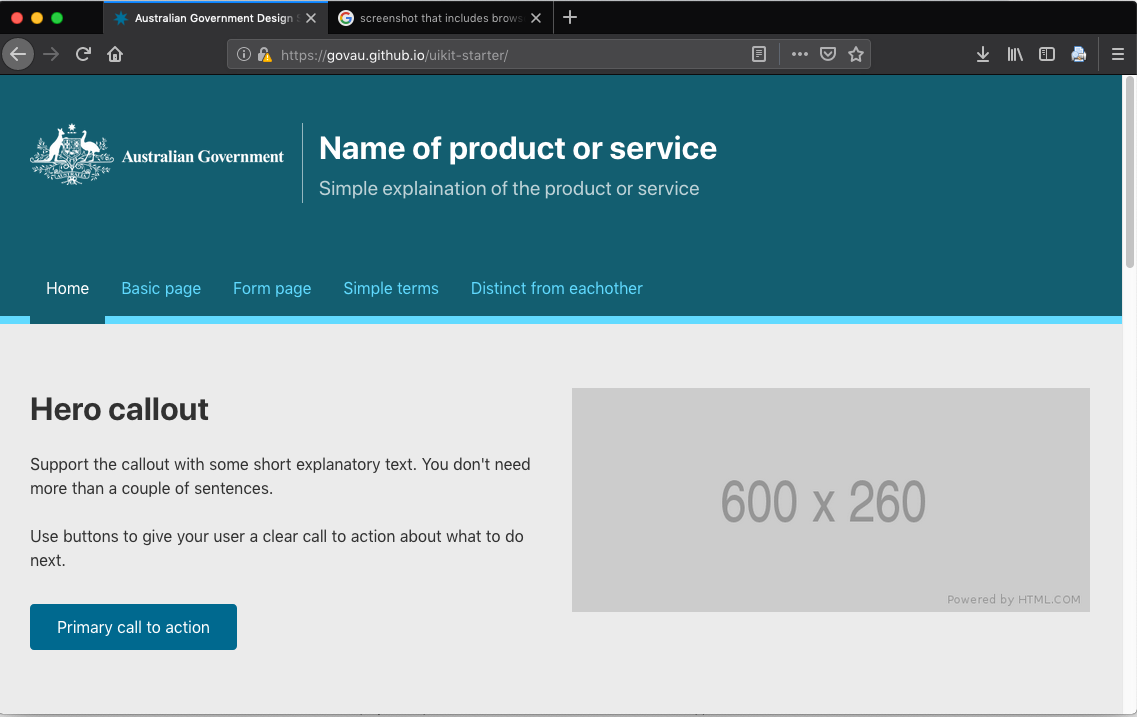 Australian Government Design
screenshot that includes brows
https://govau.github.io/uikit-starter/
Australian Government
Name of product or service
Simple explaination of the product or service
Home
Basic page
Form page
Simple terms
Distinct from eachother
Hero callout
Support the callout with some short explanatory text. You don't need
more than a couple of sentences.
Use buttons to give your user a clear call to action about what to do
next.
Primary call to action
600 x 260
Powered by HTML.COM